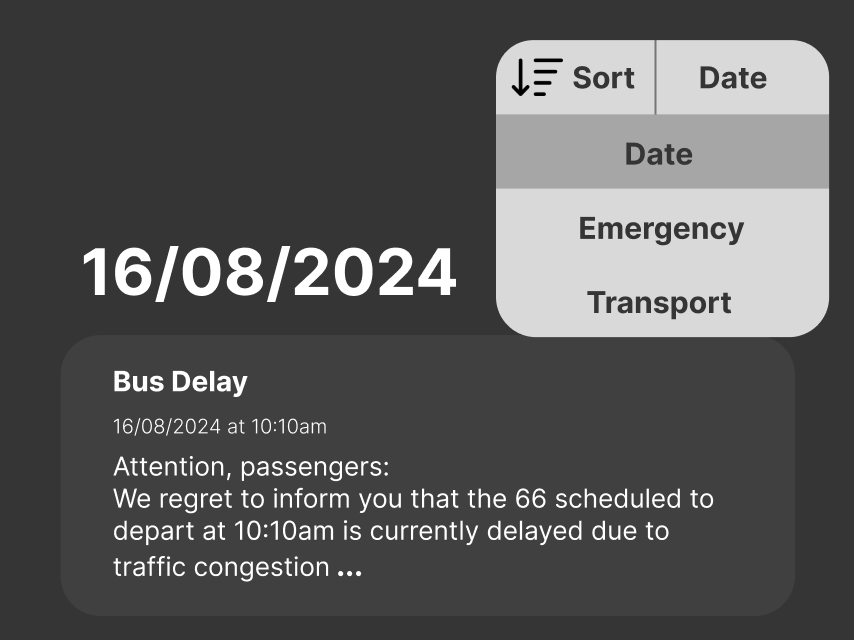 Sort Date
Date
Emergency
Transport
16/08/2024
Bus Delay
16/08/2024 at 10:10am
Attention, passengers:
We regret to inform you that the 66 scheduled to
depart at 10:10am is currently delayed due to
traffic congestion ...